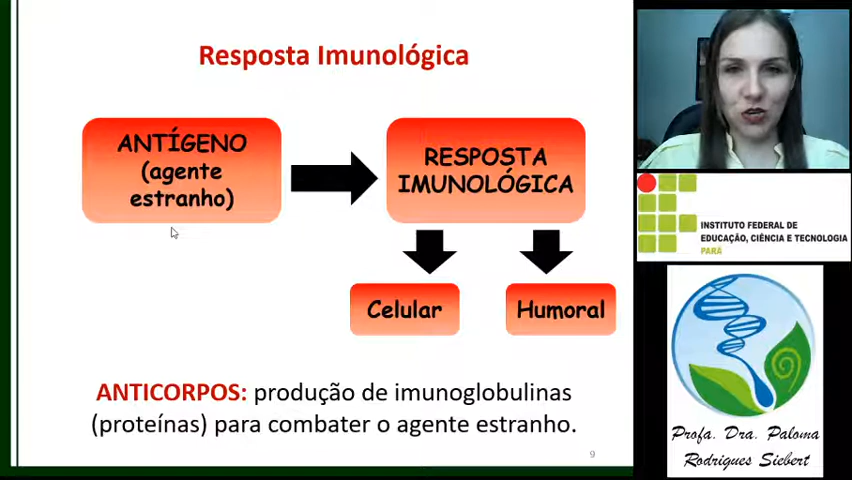 Resposta Imunológica
ANTÍGENO
(agente
estranho)
RESPOSTA
IMUNOLÓGICA
Celular
Humoral
ANTICORPOS: produção de imunoglobulinas
(proteínas) para combater o agente estranho.
9
INSTITUTO FEDERAL DE
EDUCAÇÃO, CIÊNCIA E TECNOLOGIA
PARÁ
Profa. Dra. Paloma
Rodrigues Siebert